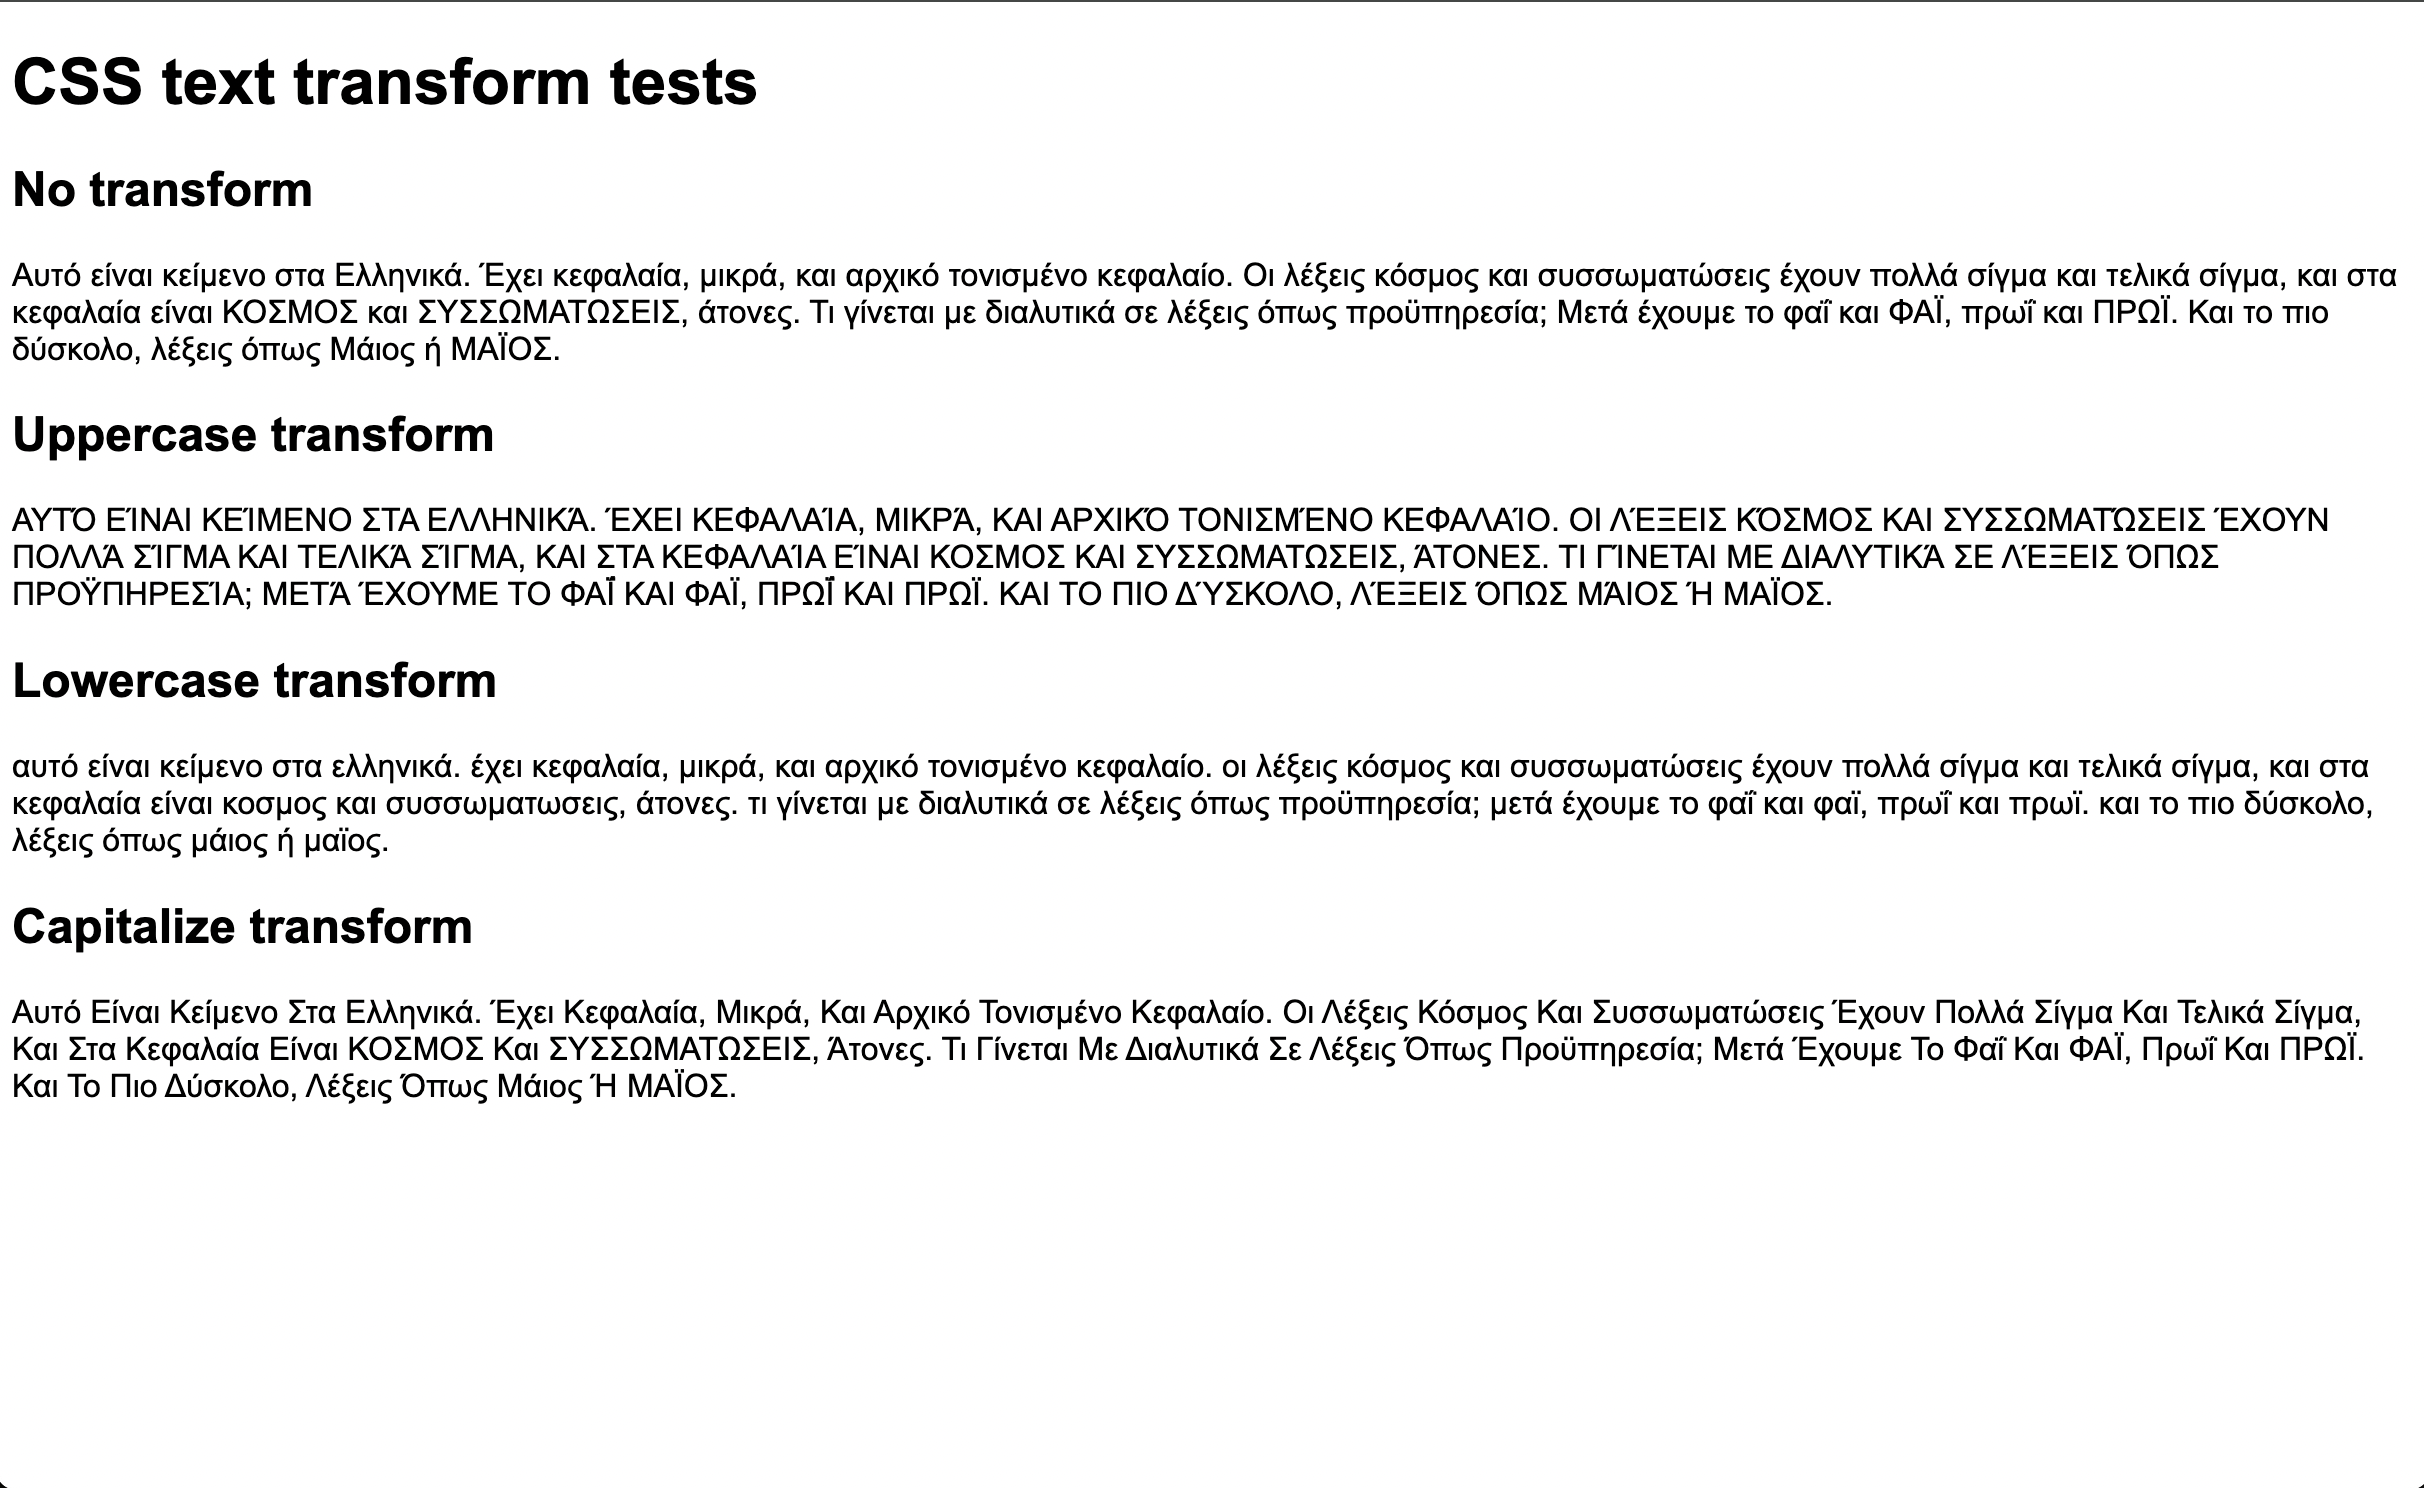 CSS text transform tests
No transform
Αυτό είναι κείμενο στα Ελληνικά. Έχει κεφαλαία, μικρά, και αρχικό τονισμένο κεφαλαίο. Οι λέξεις κόσμος και συσσωματώσεις έχουν πολλά σίγμα και τελικά σίγμα, και στα
κεφαλαία είναι ΚΟΣΜΟΣ και ΣΥΣΣΩΜΑΤΩΣΕΙΣ, άτονες. Τι γίνεται με διαλυτικά σε λέξεις όπως προϋπηρεσία; Μετά έχουμε το φαΐ και ΦΑΪ, πρωΐ και ΠΡΩΪ. Και το πιο
δύσκολο, λέξεις όπως Μάιος ή ΜΑΪΟΣ.
Uppercase transform
ΑΥΤΌ ΕΊΝΑΙ ΚΕΊΜΕΝΟ ΣΤΑ ΕΛΛΗΝΙΚΆ. ΈΧΕΙ ΚΕΦΑΛΑΊΑ, ΜΙΚΡΆ, ΚΑΙ ΑΡΧΙΚΌ ΤΟΝΙΣΜΈΝΟ ΚΕΦΑΛΑΊΟ. ΟΙ ΛΈΞΕΙΣ ΚΌΣΜΟΣ ΚΑΙ ΣΥΣΣΩΜΑΤΏΣΕΙΣ ΈΧΟΥΝ
ΠΟΛΛΆ ΣΊΓΜΑ ΚΑΙ ΤΕΛΙΚΆ ΣΊΓΜΑ, ΚΑΙ ΣΤΑ ΚΕΦΑΛΑΊΑ ΕΊΝΑΙ ΚΟΣΜΟΣ ΚΑΙ ΣΥΣΣΩΜΑΤΩΣΕΙΣ, ΆΤΟΝΕΣ. ΤΙ ΓΊΝΕΤΑΙ ΜΕ ΔΙΑΛΥΤΙΚΆ ΣΕ ΛΈΞΕΙΣ ΌΠΩΣ
ΠΡΟΫΠΗΡΕΣΊΑ; ΜΕΤΆ ΈΧΟΥΜΕ ΤΟ ΦΑΪ́ ΚΑΙ ΦΑΪ, ΠΡΩΪ́ ΚΑΙ ΠΡΩΪ. ΚΑΙ ΤΟ ΠΙΟ ΔΎΣΚΟΛΟ, ΛΈΞΕΙΣ ΌΠΩΣ ΜΆΙΟΣ Ή ΜΑΪΟΣ.
Lowercase transform
αυτό είναι κείμενο στα ελληνικά. έχει κεφαλαία, μικρά, και αρχικό τονισμένο κεφαλαίο. οι λέξεις κόσμος και συσσωματώσεις έχουν πολλά σίγμα και τελικά σίγμα, και στα
κεφαλαία είναι κοσμος και συσσωματωσεις, άτονες. τι γίνεται με διαλυτικά σε λέξεις όπως προϋπηρεσία; μετά έχουμε το φαΐ και φαϊ, πρωΐ και πρωϊ. και το πιο δύσκολο,
λέξεις όπως μάιος ή μαϊος.
Capitalize transform
Αυτό Είναι Κείμενο Στα Ελληνικά. Έχει Κεφαλαία, Μικρά, Και Αρχικό Τονισμένο Κεφαλαίο. Οι Λέξεις Κόσμος Και Συσσωματώσεις Έχουν Πολλά Σίγμα Και Τελικά Σίγμα,
Και Στα Κεφαλαία Είναι ΚΟΣΜΟΣ Και ΣΥΣΣΩΜΑΤΩΣΕΙΣ, Άτονες. Τι Γίνεται Με Διαλυτικά Σε Λέξεις Όπως Προϋπηρεσία; Μετά Έχουμε Το Φαΐ Και ΦΑΪ, Πρωΐ Και ΠΡΩΪ.
Και Το Πιο Δύσκολο, Λέξεις Όπως Μάιος Ή ΜΑΪΟΣ.